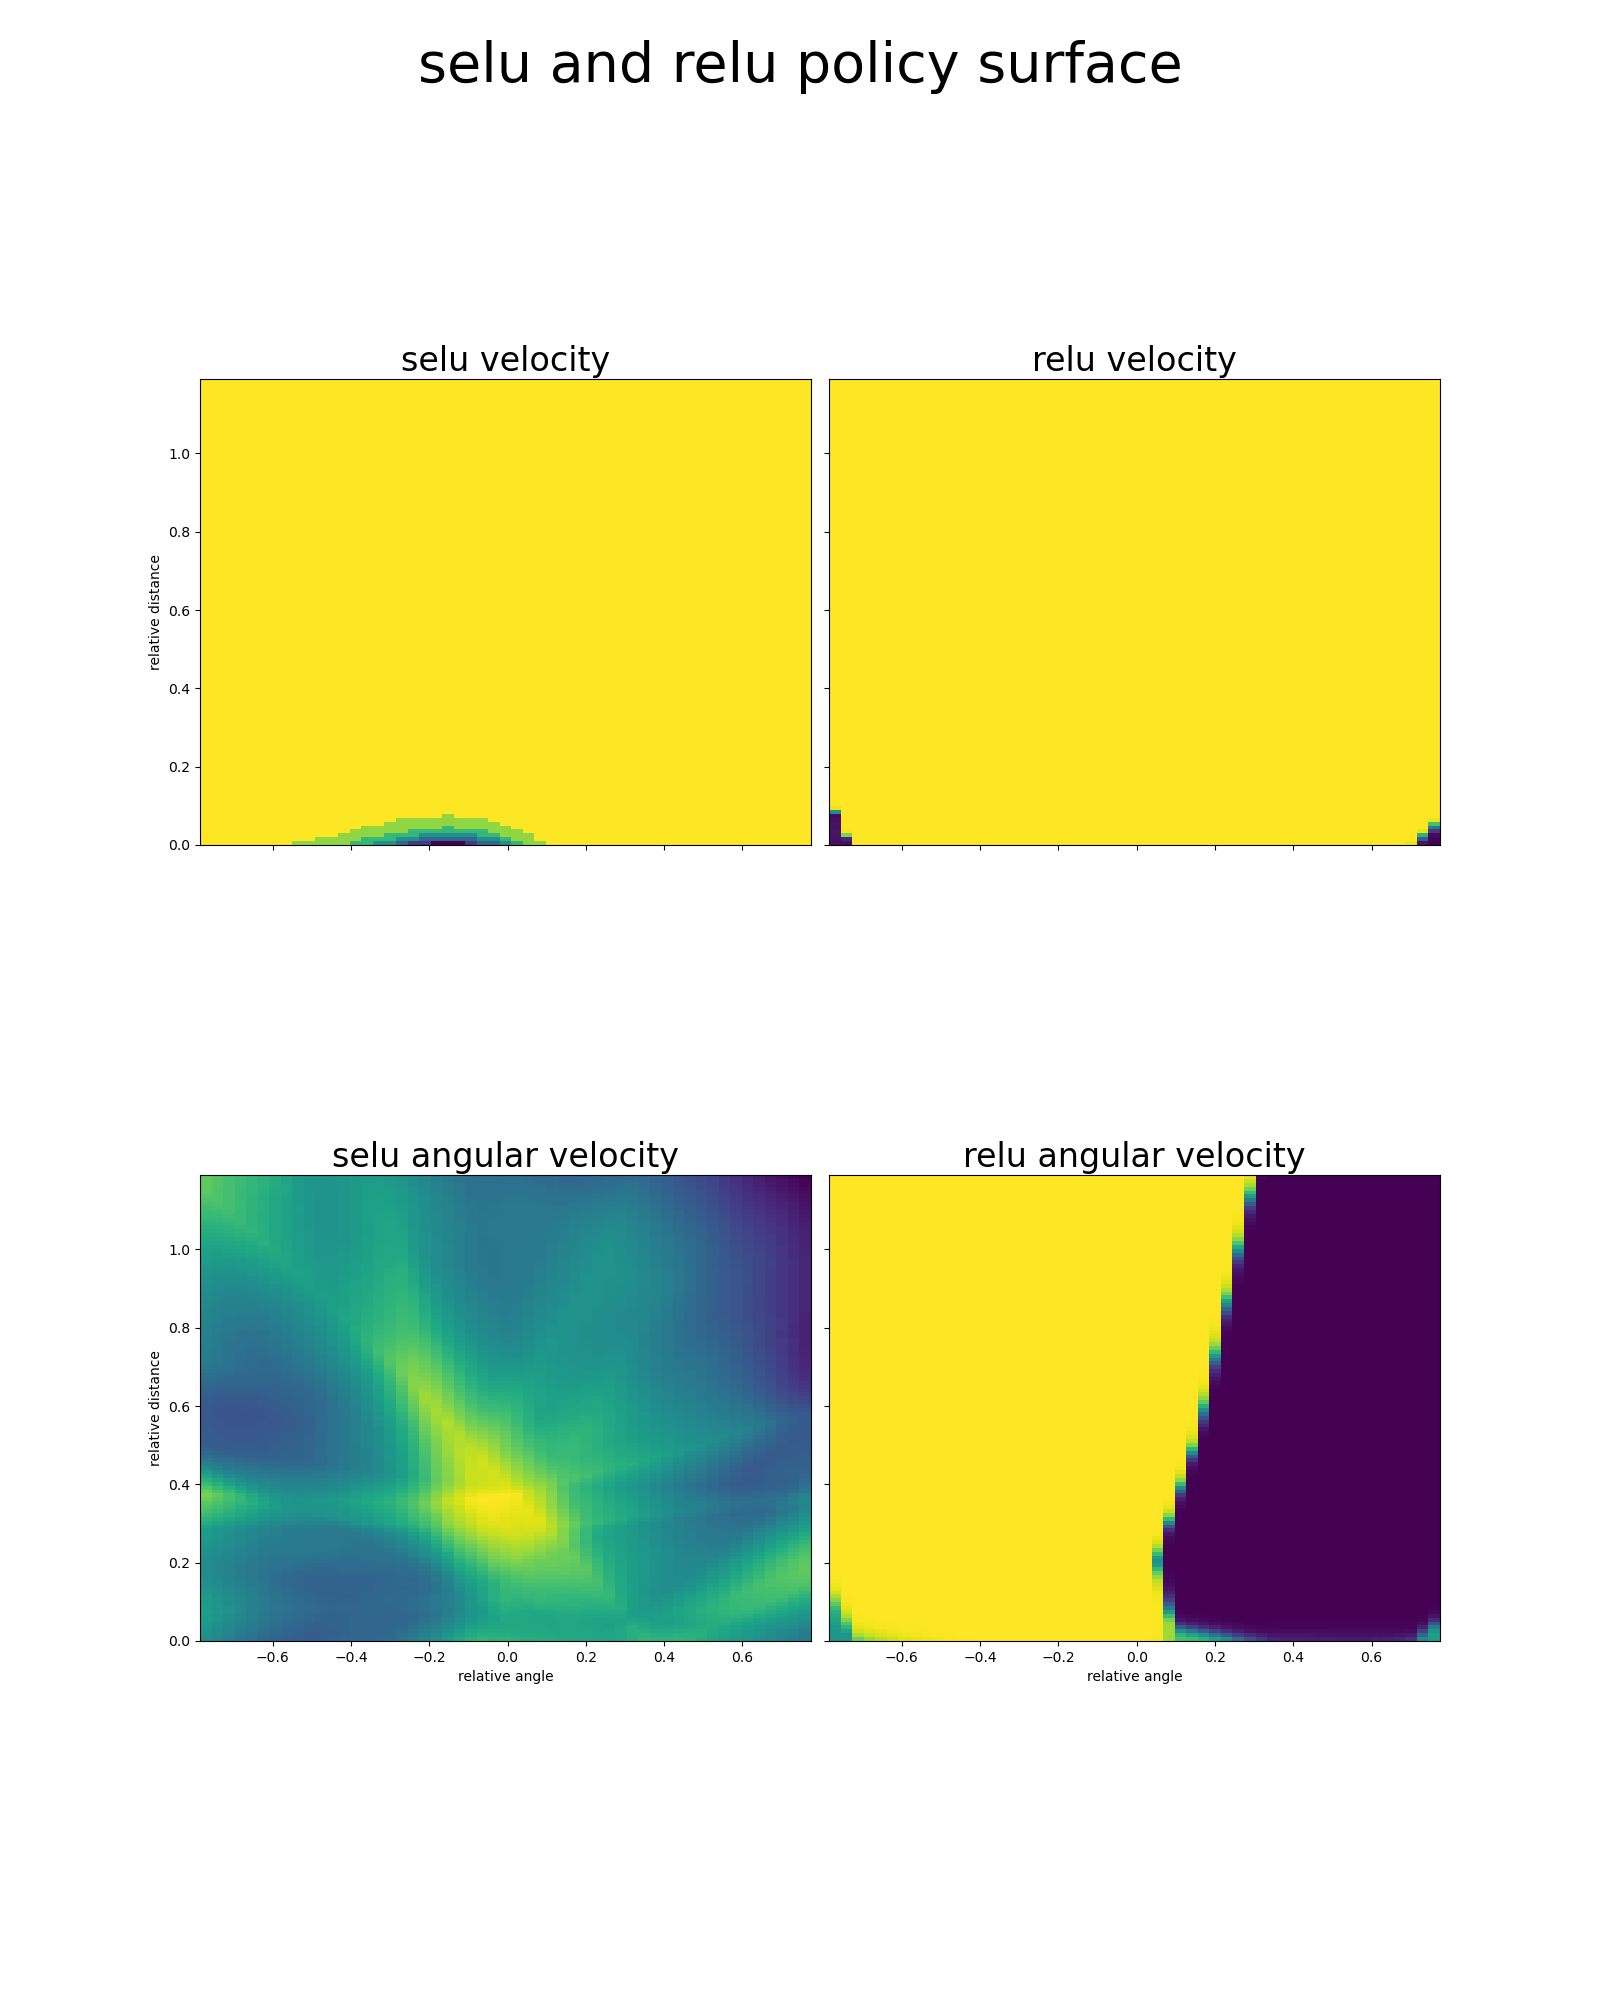 selu and relu policy surface
selu velocity
relu velocity
relative distance
1.0
0.8
0.6
0.4
0.2
0.0
selu angular velocity
relu angular velocity
relative distance
1.0
0.8
0.6
0.4
0.2
0.0
−0.6 −0.4 −0.2 0.0 0.2 0.4 0.6
−0.6 −0.4 −0.2 0.0 0.2 0.4 0.6
relative angle
relative angle